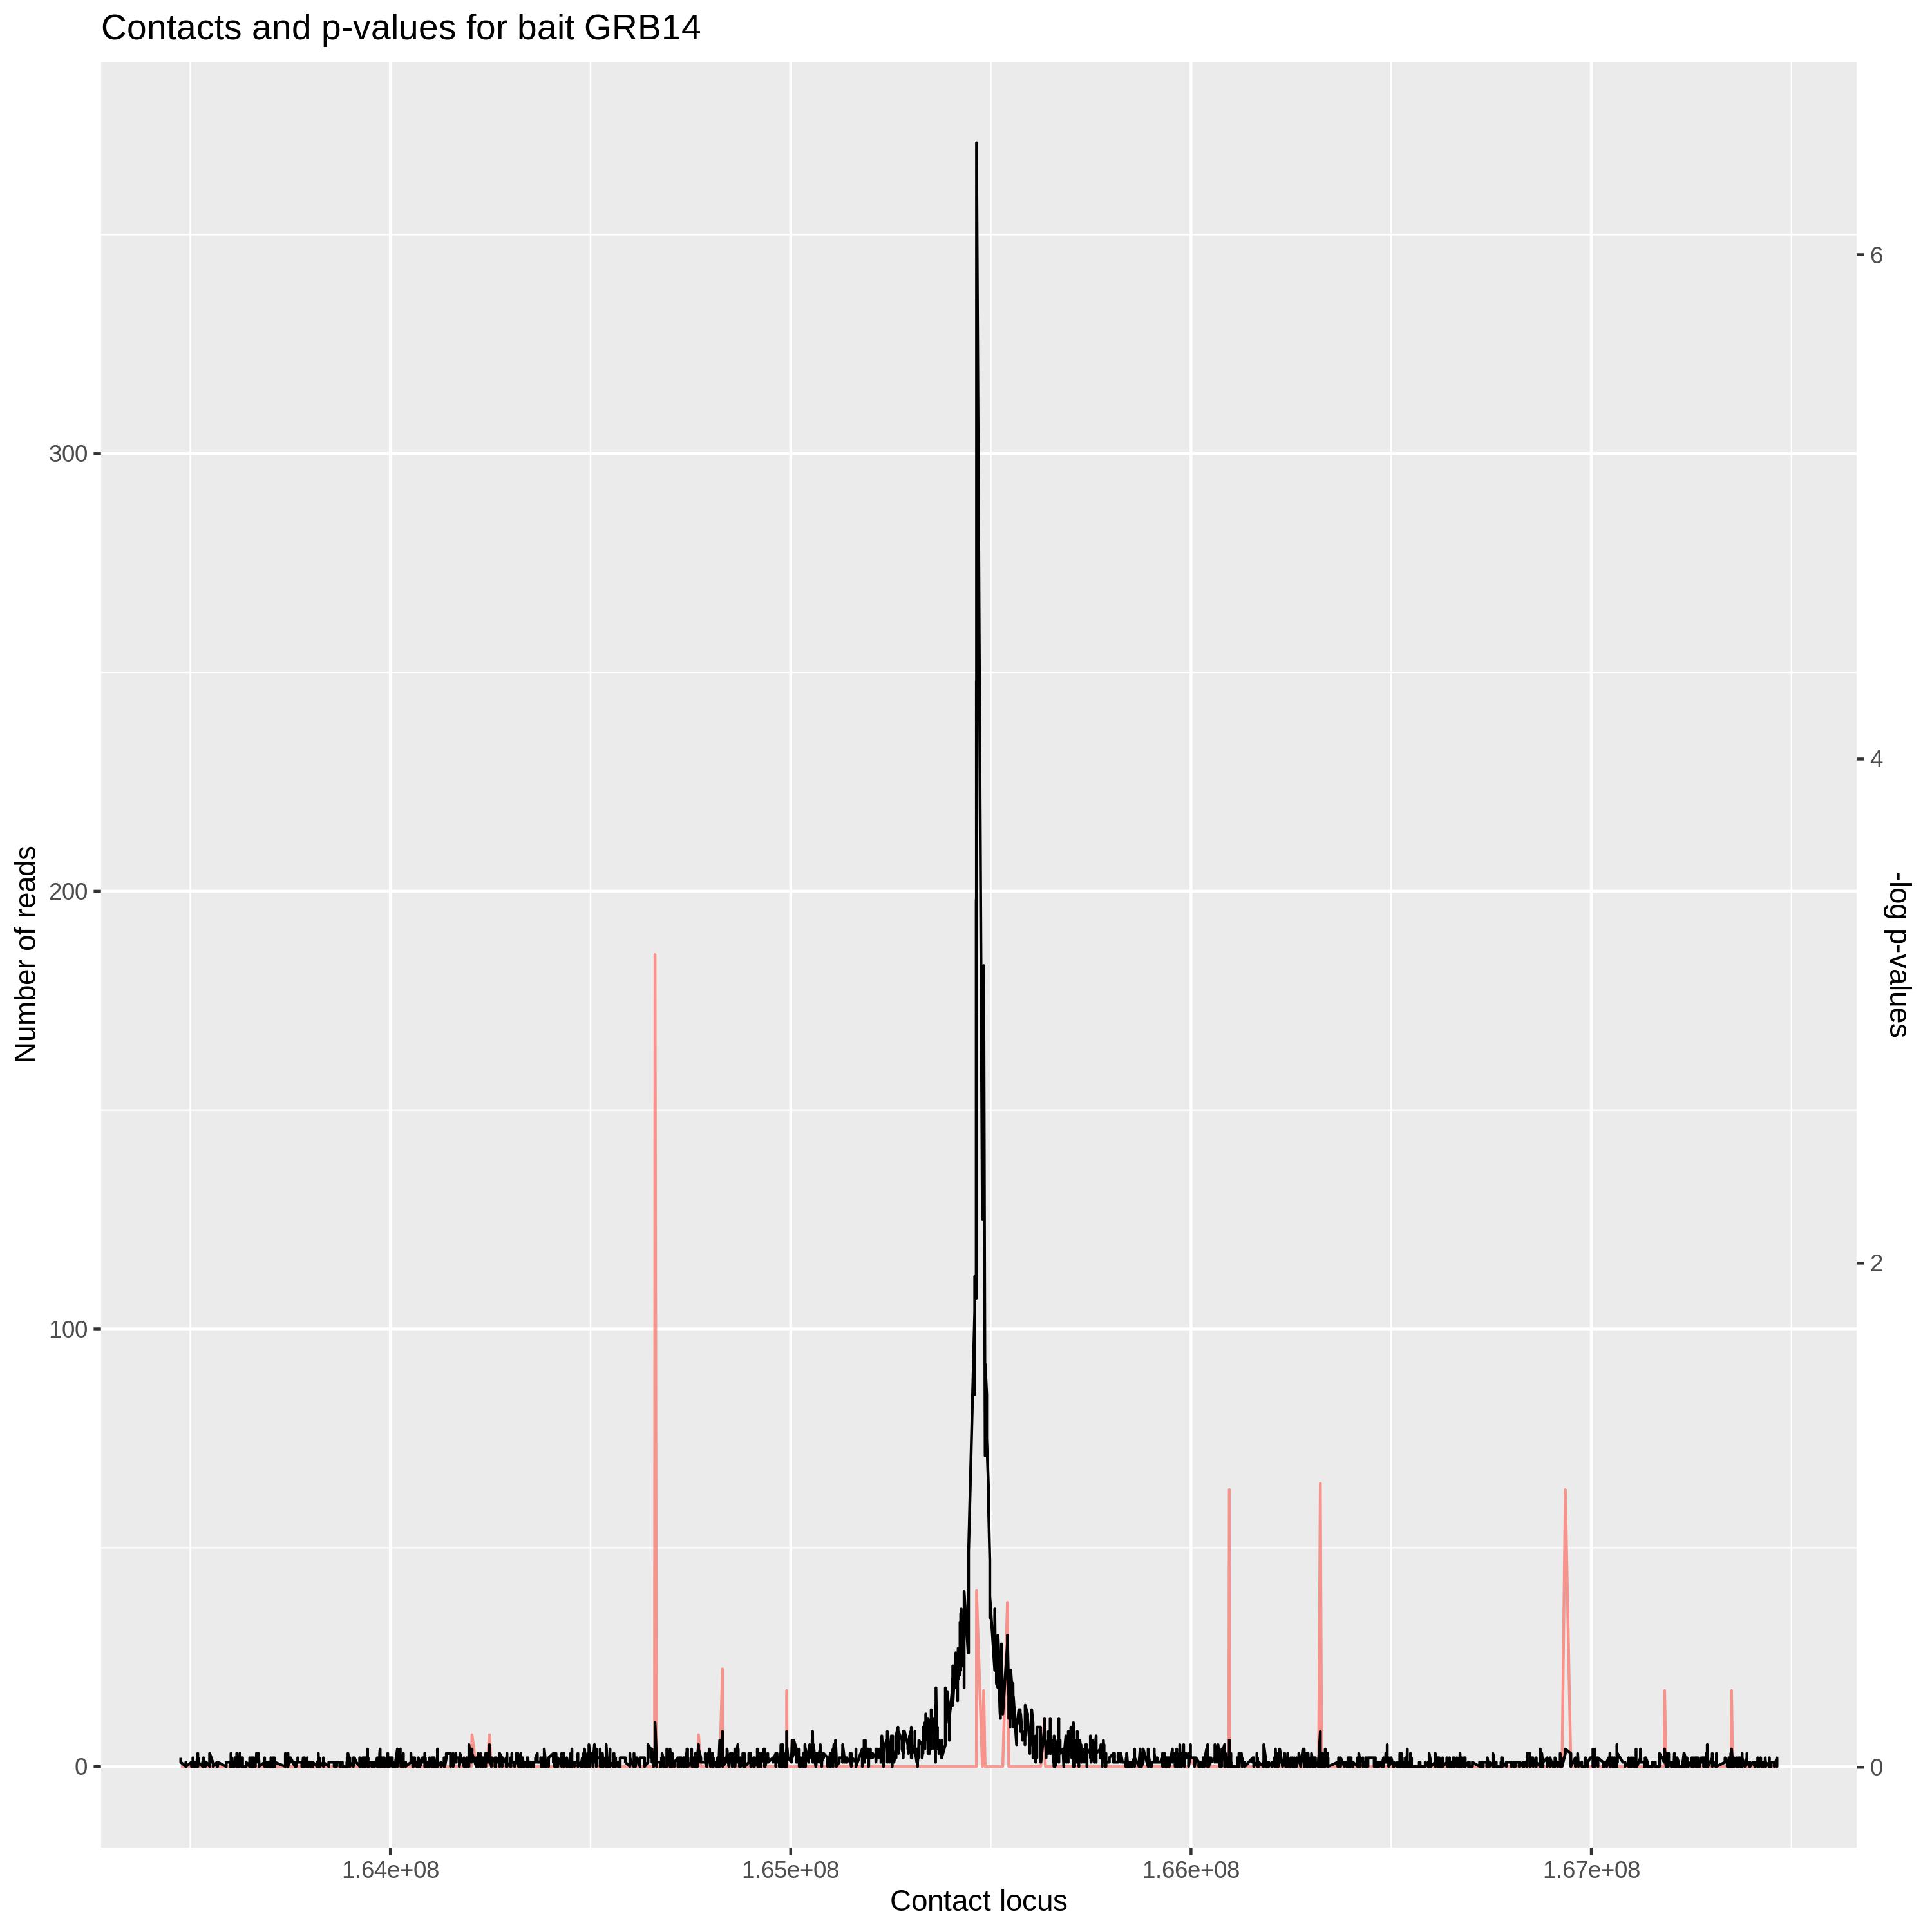 Contacts and p-values for bait GRB14
300
200
100
0
Number of reads
6
4
2
0
-log p-values
1.64e+08
1.65e+08
1.66e+08
1.67e+08
Contact locus